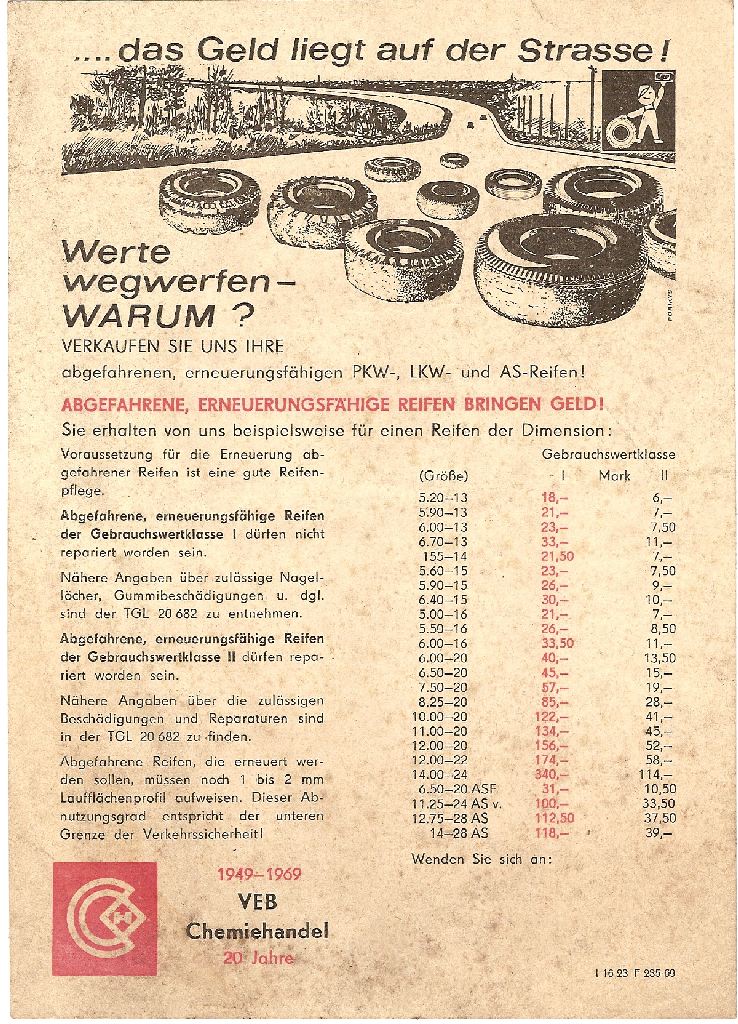 ....das Geld liegt auf der Strasse!
Werte
wegwerfen –
WARUM ?
VERKAUFEN SIE UNS IHRE
abgefahrenen, erneuerungsfähigen PKW-, LKW- und AS-Reifen!
ABGEFAHRENE, ERNEUERUNGSFÄHIGE REIFEN BRINGEN GELD!
Sie erhalten von uns beispielsweise für einen Reifen der Dimension:
Voraussetzung für die Erneuerung ab-
gefahrener Reifen ist eine gute Reifen-
pflege.
Abgefahrene, erneuerungsfähige Reifen
der Gebrauchswertklasse I dürfen nicht
repariert worden sein.
Nähere Angaben über zulässige Nagel-
löcher, Gummibeschädigungen u. dgl.
sind der TGL 20 682 zu entnehmen.
Abgefahrene, erneuerungsfähige Reifen
der Gebrauchswertklasse II dürfen repa-
riert worden sein.
Nähere Angaben über die zulässigen
Beschädigungen und Reparaturen sind
in der TGL 20 682 zu finden.
Abgefahrene Reifen, die erneuert wer-
den sollen, müssen noch 1 bis 2 mm
Laufflächenprofil aufweisen. Dieser Ab-
nutzungsgrad entspricht der unteren
Grenze der Verkehrssicherheit!
Gebrauchswertklasse
(Größe) I Mark II
5.20–13 18,– 6,–
5.90–13 21,– 7,–
6.00–13 23,– 7,50
6.70–13 33,– 11,–
155–14 21,50 7,–
5.60–15 23,– 7,50
5.90–15 26,– 9,–
6.40–15 30,– 10,–
5.00–16 21,– 7,–
5.50–16 26,– 8,50
6.00–16 33,50 11,–
6.00–20 40,– 13,50
6.50–20 45,– 15,–
7.50–20 57,– 19,–
8.25–20 85,– 28,–
10.00–20 122,– 41,–
11.00–20 134,– 45,–
12.00–20 156,– 52,–
12.00–22 174,– 58,–
14.00–24 340,– 114,–
6.50–20 ASF 31,– 10,50
11.25–24 AS v. 100,– 33,50
12.75–28 AS 112,50 37,50
14–28 AS 118,– 39,–
Wenden Sie sich an:
1949–1969
VEB
Chemiehandel
20 Jahre
I 16 23 F 235 69